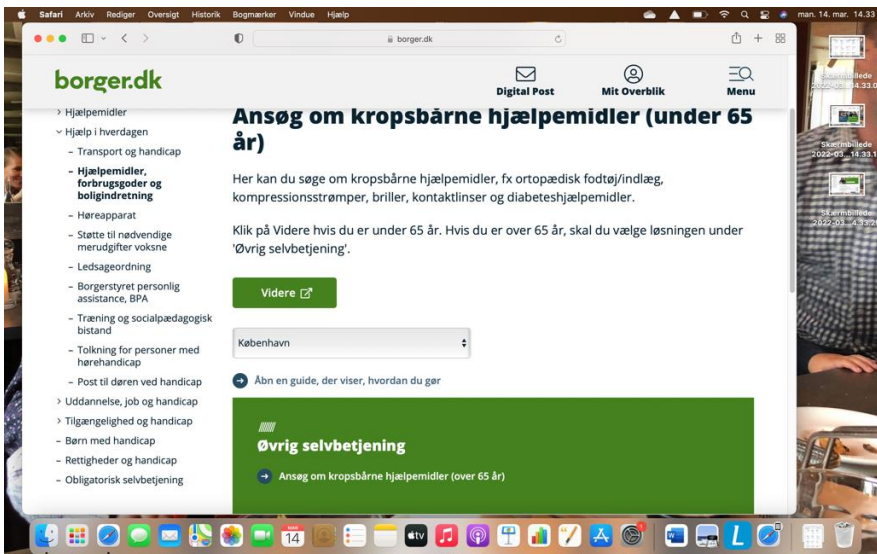 Safari Arkiv Rediger Oversigt Historik Bogmærker Vindue Hjælp man. 14. mar. 14.33
borger.dk
borger.dk
Digital Post
Mit Overblik
Menu
> Hjælpemidler
Hjælp i hverdagen
– Transport og handicap
– Hjælpemidler,
forbrugsgoder og
boligindretning
– Høreapparat
– Støtte til nødvendige
merudgifter voksne
– Ledsageordning
– Borgerstyret personlig
assistance, BPA
– Træning og socialpædagogisk
bistand
– Tolkning for personer med
hørehandicap
– Post til døren ved handicap
> Uddannelse, job og handicap
> Tilgængelighed og handicap
– Børn med handicap
– Rettigheder og handicap
– Obligatorisk selvbetjening
Ansøg om kropsbårne hjælpemidler (under 65
år)
Her kan du søge om kropsbårne hjælpemidler, fx ortopædisk fodtøj/indlæg,
kompressionsstrømper, briller, kontaktlinser og diabeteshjælpemidler.
Klik på Videre hvis du er under 65 år. Hvis du er over 65 år, skal du vælge løsningen under
'Øvrig selvbetjening'.
Videre
København
Åbn en guide, der viser, hvordan du gør
Øvrig selvbetjening
Ansøg om kropsbårne hjælpemidler (over 65 år)
Skærmbillede
Skærmbillede
2022-03...14.33.1
Skærmbillede
MAR
14
tv